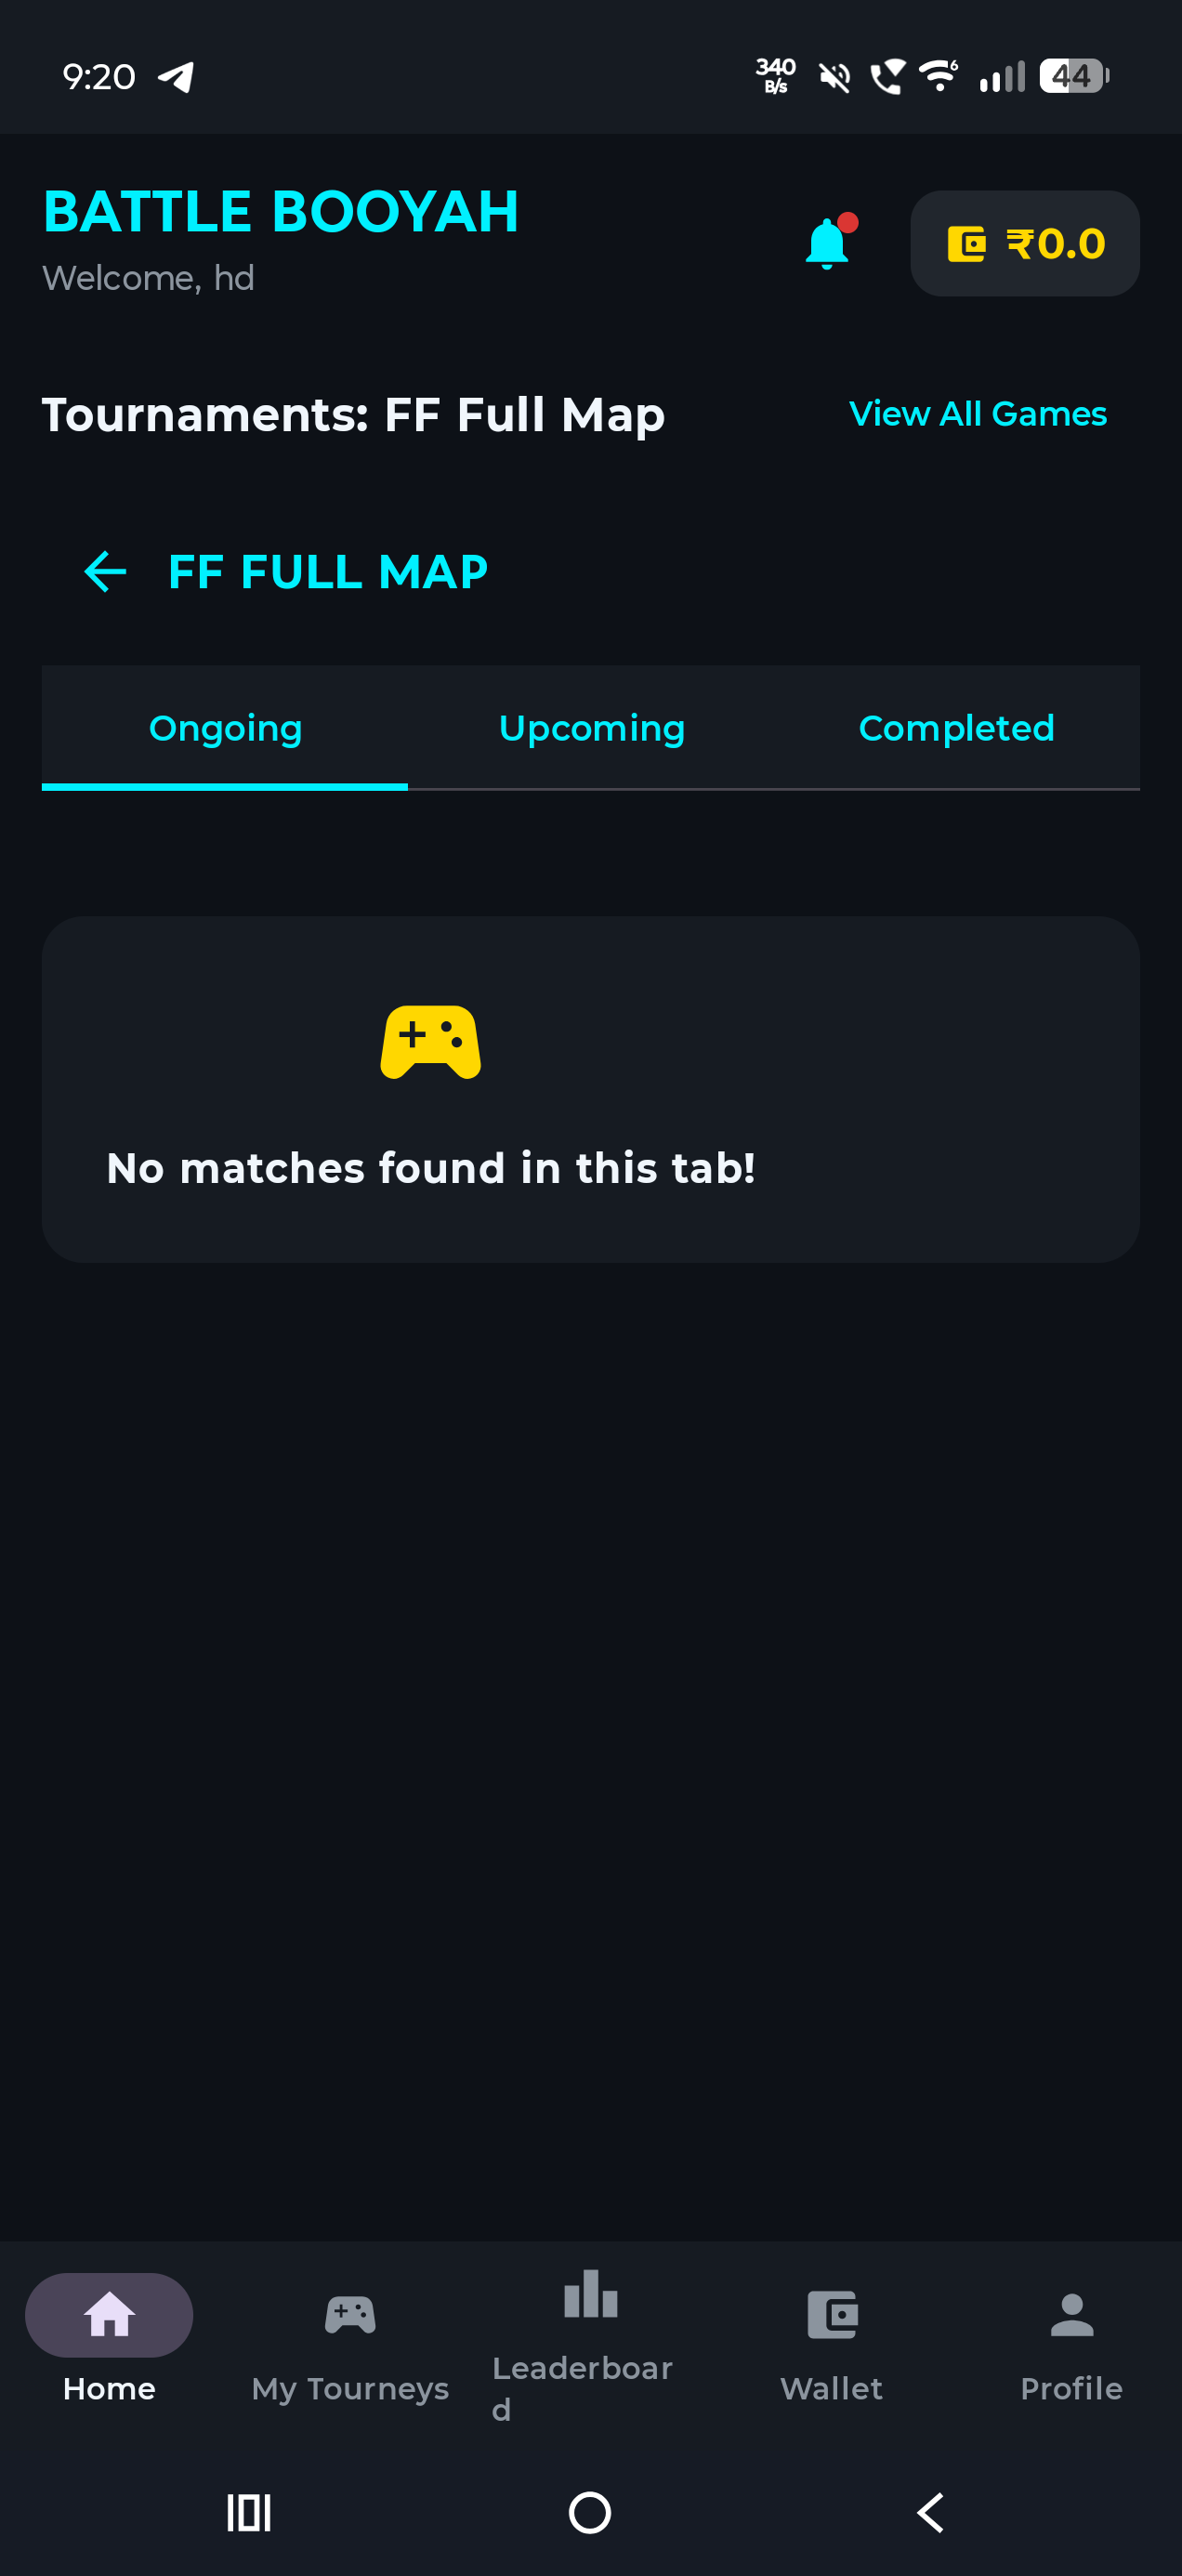 9:20
340
B/s
6
44
BATTLE BOOYAH
Welcome, hd
₹0.0
Tournaments: FF Full Map
View All Games
FF FULL MAP
Ongoing
Upcoming
Completed
No matches found in this tab!
Home
My Tourneys
Leaderboar
d
Wallet
Profile